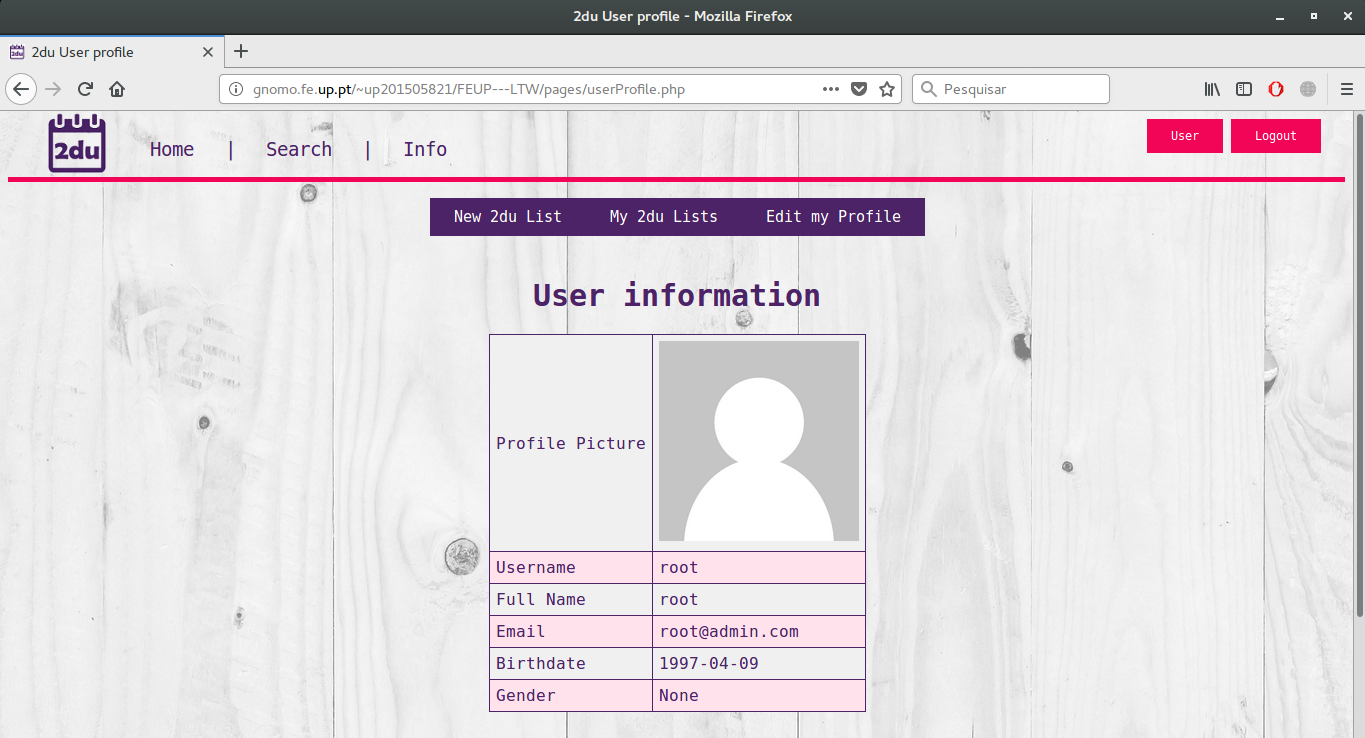 2du User profile - Mozilla Firefox
2du User profile
gnomo.fe.up.pt/~up201505821/FEUP---LTW/pages/userProfile.php
Pesquisar
2du
Home | Search | Info
User Logout
New 2du List My 2du Lists Edit my Profile
User information
Profile Picture
Username root
Full Name root
Email root@admin.com
Birthdate 1997-04-09
Gender None